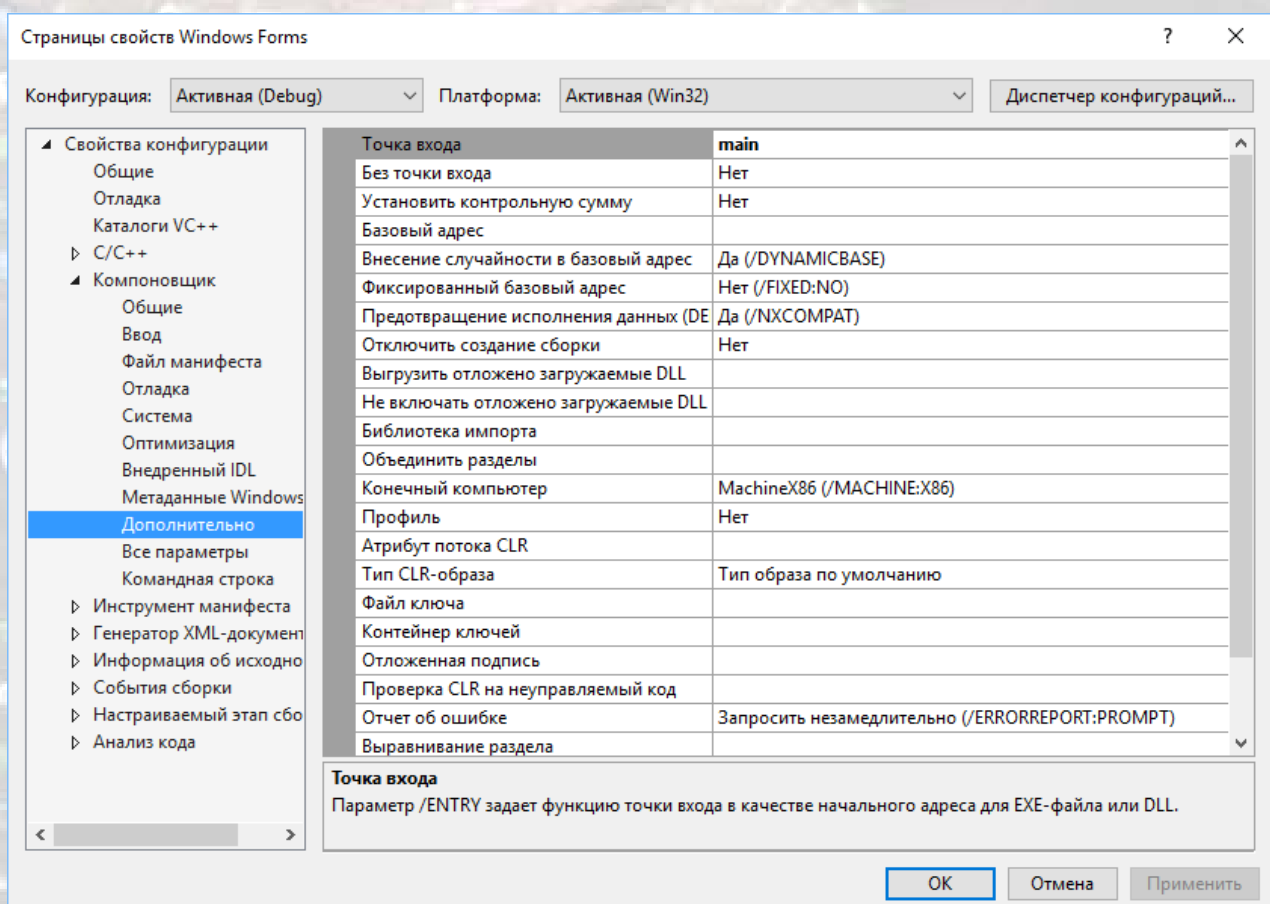 Страницы свойств Windows Forms
?
Конфигурация: Активная (Debug) Платформа: Активная (Win32) Диспетчер конфигураций...
Свойства конфигурации
Общие
Отладка
Каталоги VC++
C/C++
Компоновщик
Общие
Ввод
Файл манифеста
Отладка
Система
Оптимизация
Внедренный IDL
Метаданные Windows
Дополнительно
Все параметры
Командная строка
Инструмент манифеста
Генератор XML-документ
Информация об исходно
События сборки
Настраиваемый этап сбо
Анализ кода
Точка входа main
Без точки входа Нет
Установить контрольную сумму Нет
Базовый адрес
Внесение случайности в базовый адрес Да (/DYNAMICBASE)
Фиксированный базовый адрес Нет (/FIXED:NO)
Предотвращение исполнения данных (DE Да (/NXCOMPAT)
Отключить создание сборки Нет
Выгрузить отложено загружаемые DLL
Не включать отложено загружаемые DLL
Библиотека импорта
Объединить разделы
Конечный компьютер MachineX86 (/MACHINE:X86)
Профиль Нет
Атрибут потока CLR
Тип CLR-образа Тип образа по умолчанию
Файл ключа
Контейнер ключей
Отложенная подпись
Проверка CLR на неуправляемый код
Отчет об ошибке Запросить незамедлительно (/ERRORREPORT:PROMPT)
Выравнивание раздела
Точка входа
Параметр /ENTRY задает функцию точки входа в качестве начального адреса для EXE-файла или DLL.
OK Отмена Применить